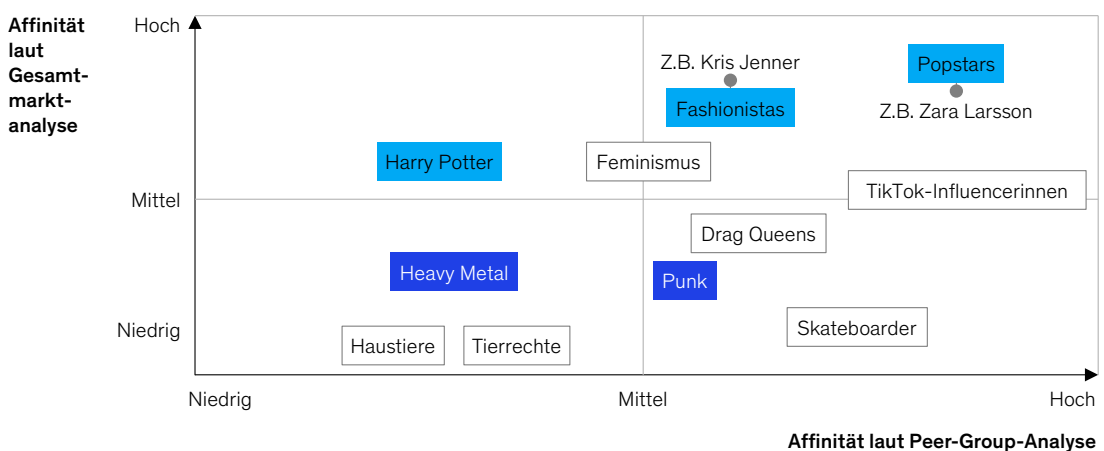 Affinität
laut
Gesamt-
markt-
analyse
Hoch
Z.B. Kris Jenner
Popstars
Fashionistas
Z.B. Zara Larsson
Harry Potter
Feminismus
TikTok-Influencerinnen
Mittel
Drag Queens
Heavy Metal
Punk
Niedrig
Skateboarder
Haustiere
Tierrechte
Niedrig
Mittel
Hoch
Affinität laut Peer-Group-Analyse